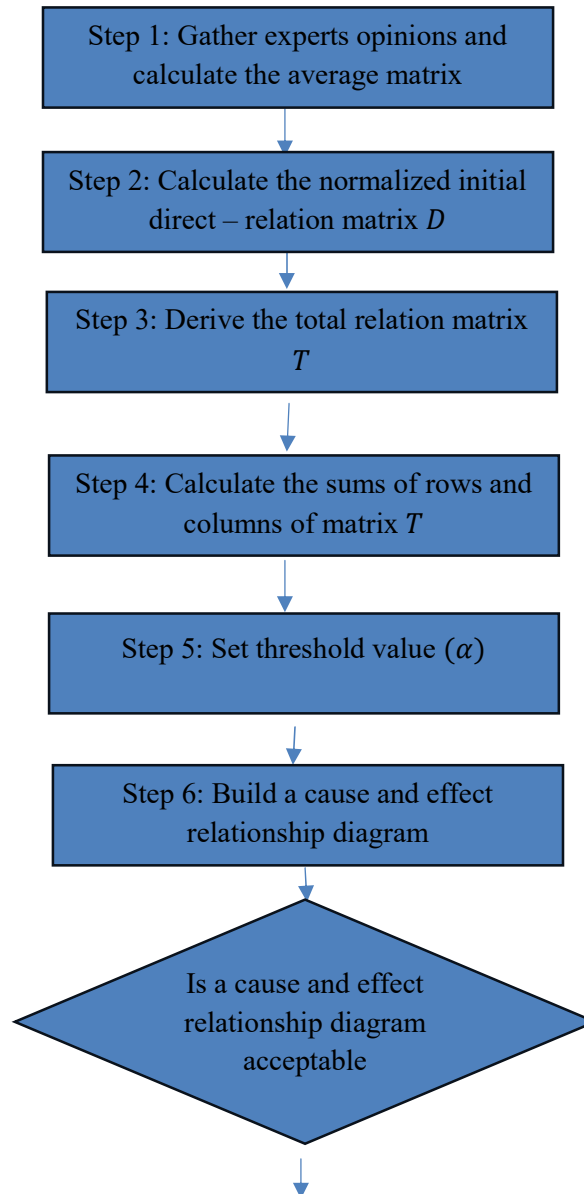 Step 1: Gather experts opinions and
calculate the average matrix
Step 2: Calculate the normalized initial
direct – relation matrix D
Step 3: Derive the total relation matrix
T
Step 4: Calculate the sums of rows and
columns of matrix T
Step 5: Set threshold value (α)
Step 6: Build a cause and effect
relationship diagram
Is a cause and effect
relationship diagram
acceptable